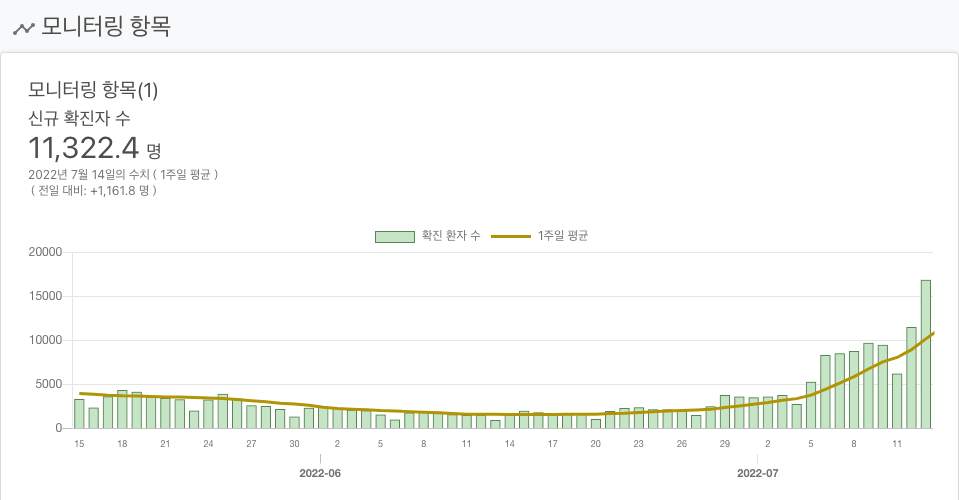 모니터링 항목
모니터링 항목(1)
신규 확진자 수
11,322.4 명
2022년 7월 14일의 수치 ( 1주일 평균 )
( 전일 대비: +1,161.8 명 )
확진 환자 수 1주일 평균
20000
15000
10000
5000
0
15 18 21 24 27 30 2 5 8 11 14 17 20 23 26 29 2 5 8 11
2022-06 2022-07